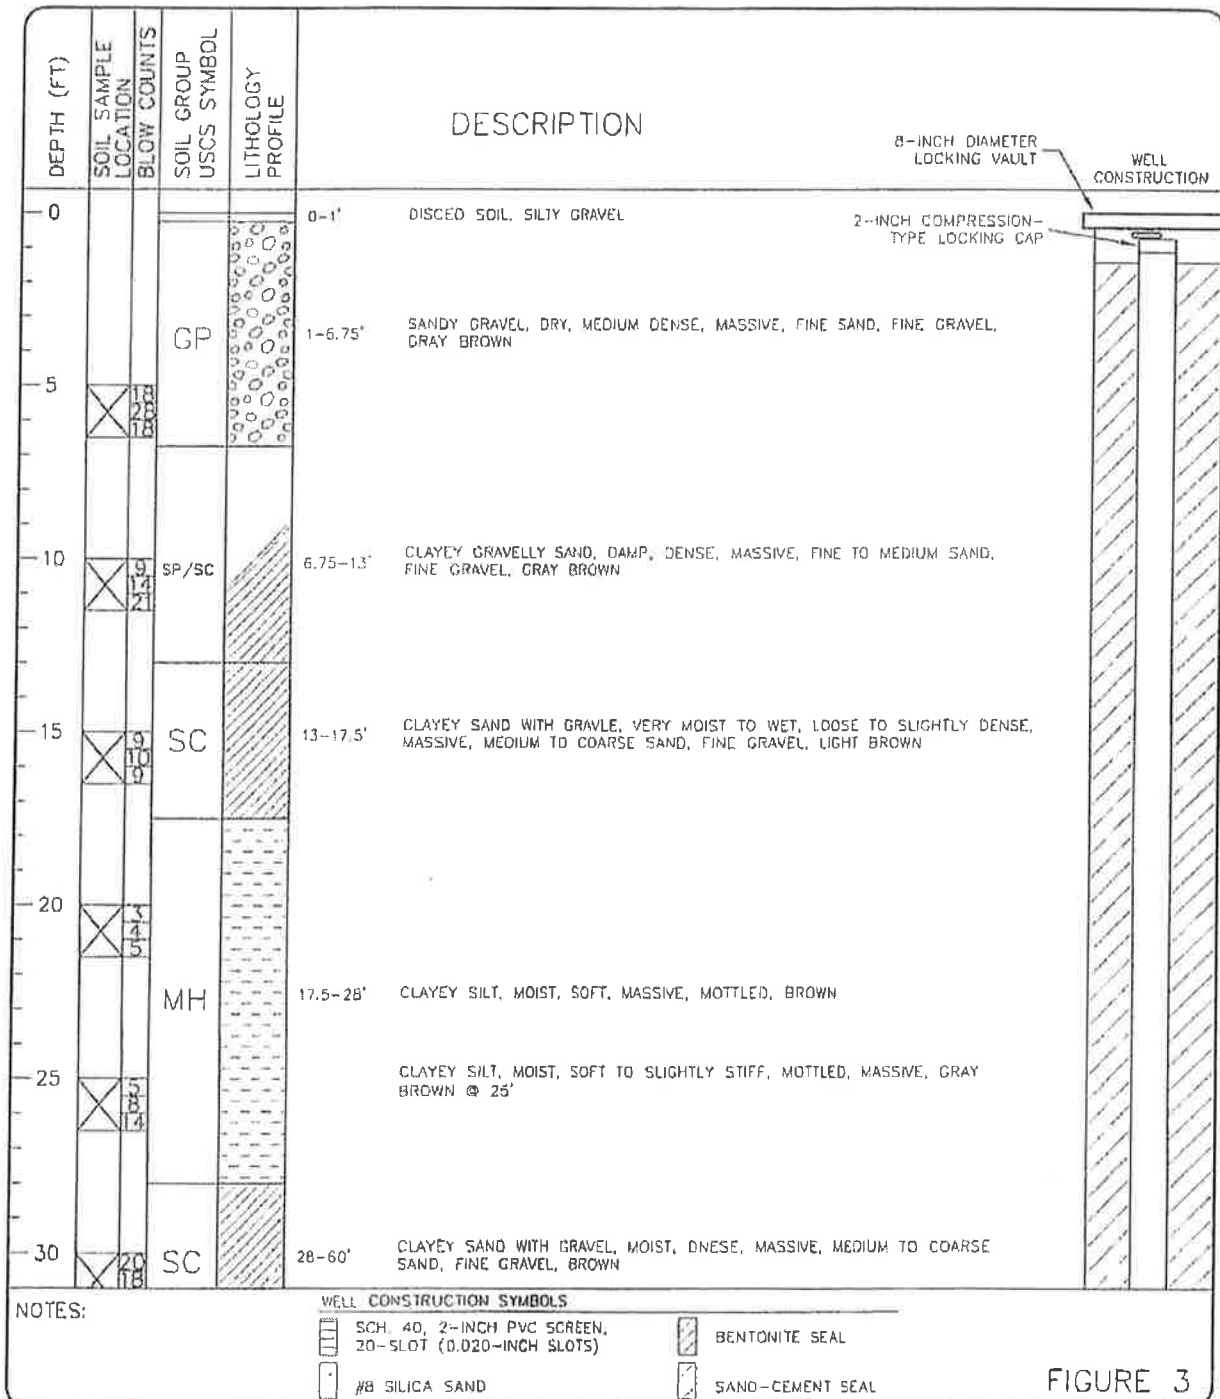 DEPTH (FT)
SOIL SAMPLE
LOCATION
BLOW COUNTS
SOIL GROUP
USCS SYMBOL
LITHOLOGY
PROFILE
DESCRIPTION
8-INCH DIAMETER
LOCKING VAULT
WELL
CONSTRUCTION
0
0-1'
DISCED SOIL, SILTY GRAVEL
2-INCH COMPRESSION-
TYPE LOCKING CAP
GP
1-6.75'
SANDY GRAVEL, DRY, MEDIUM DENSE, MASSIVE, FINE SAND, FINE GRAVEL,
GRAY BROWN
5
18
28
18
10
9
14
21
SP/SC
6.75-13'
CLAYEY GRAVELLY SAND, DAMP, DENSE, MASSIVE, FINE TO MEDIUM SAND,
FINE GRAVEL, GRAY BROWN
15
9
10
9
SC
13-17.5'
CLAYEY SAND WITH GRAVLE, VERY MOIST TO WET, LOOSE TO SLIGHTLY DENSE,
MASSIVE, MEDIUM TO COARSE SAND, FINE GRAVEL, LIGHT BROWN
20
3
4
5
MH
17.5-28'
CLAYEY SILT, MOIST, SOFT, MASSIVE, MOTTLED, BROWN
CLAYEY SILT, MOIST, SOFT TO SLIGHTLY STIFF, MOTTLED, MASSIVE, GRAY
BROWN @ 25'
25
5
8
14
30
20
18
SC
28-60'
CLAYEY SAND WITH GRAVEL, MOIST, DNESE, MASSIVE, MEDIUM TO COARSE
SAND, FINE GRAVEL, BROWN
NOTES:
WELL CONSTRUCTION SYMBOLS
SCH. 40, 2-INCH PVC SCREEN,
20-SLOT (0.020-INCH SLOTS)
BENTONITE SEAL
#8 SILICA SAND
SAND-CEMENT SEAL
FIGURE 3